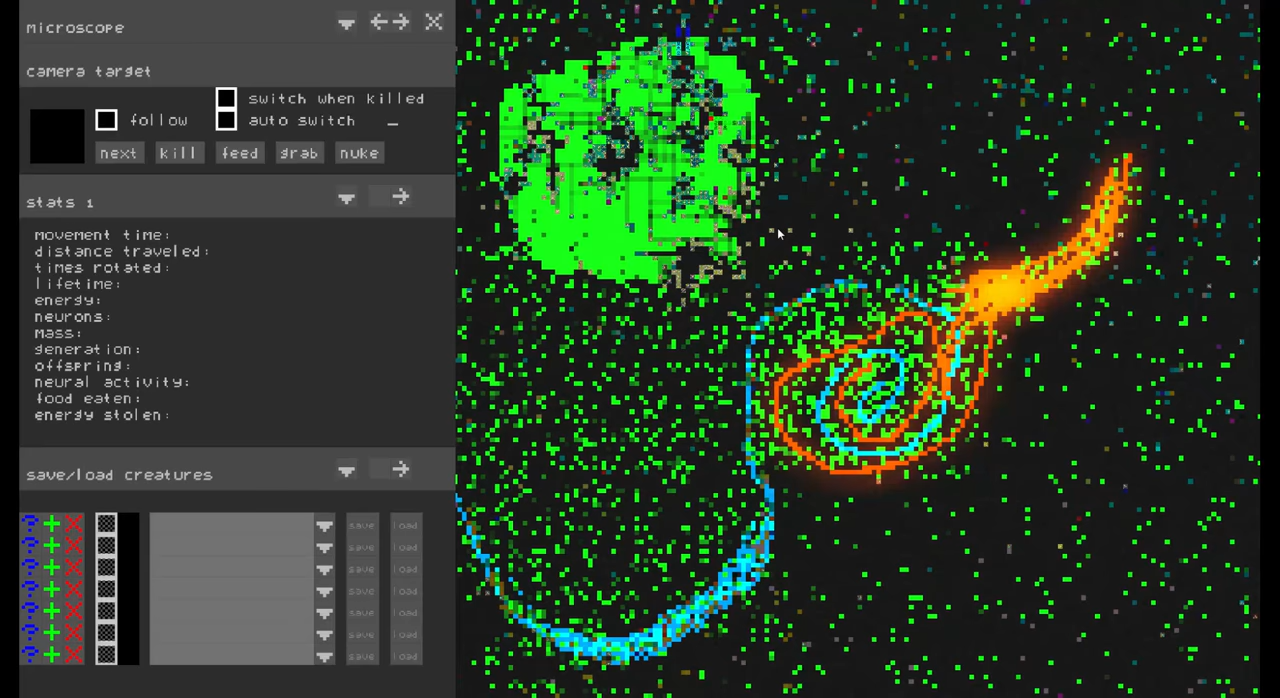 microscope
camera target
switch when killed
follow
auto switch
next kill feed grab nuke
stats 1
movement time:
distance traveled:
times rotated:
lifetime:
energy:
neurons:
mass:
generation:
offspring:
neural activity:
food eaten:
energy stolen:
save/load creatures
? + X save load
? + X save load
? + X save load
? + X save load
? + X save load
? + X save load
? + X save load